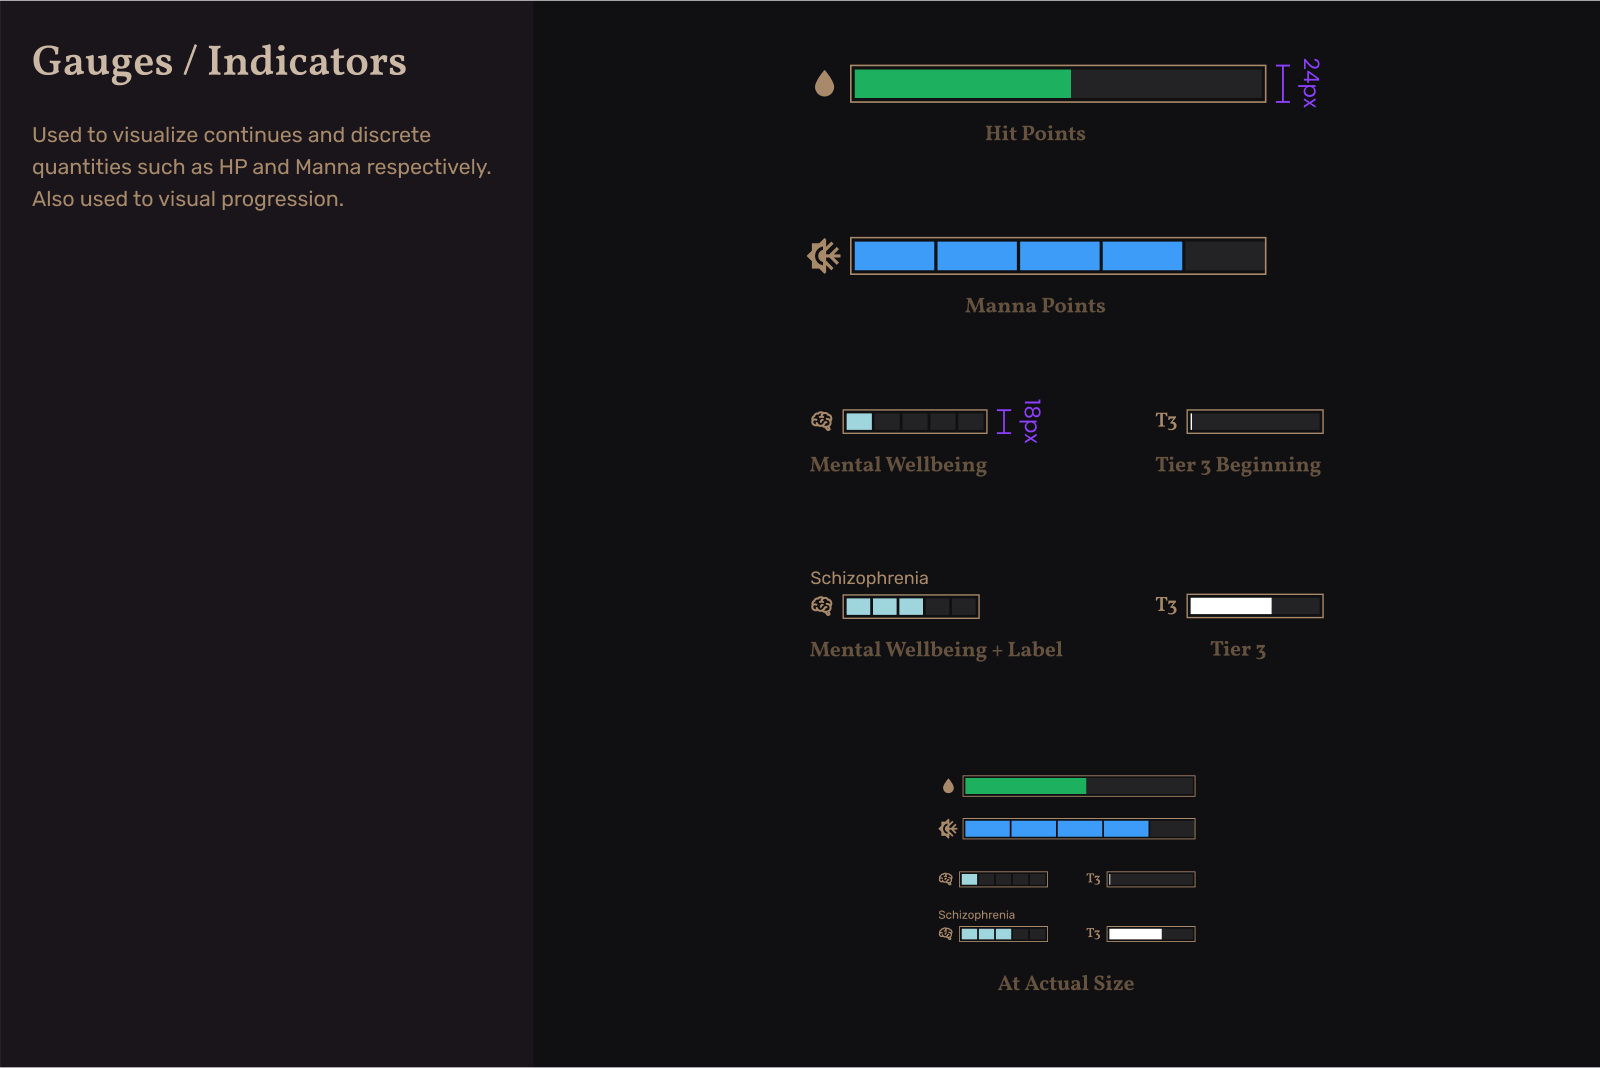 Gauges / Indicators
Used to visualize continues and discrete
quantities such as HP and Manna respectively.
Also used to visual progression.
24px
Hit Points
Manna Points
18px
T3
Mental Wellbeing
Tier 3 Beginning
Schizophrenia
T3
Mental Wellbeing + Label
Tier 3
T3
Schizophrenia
T3
At Actual Size